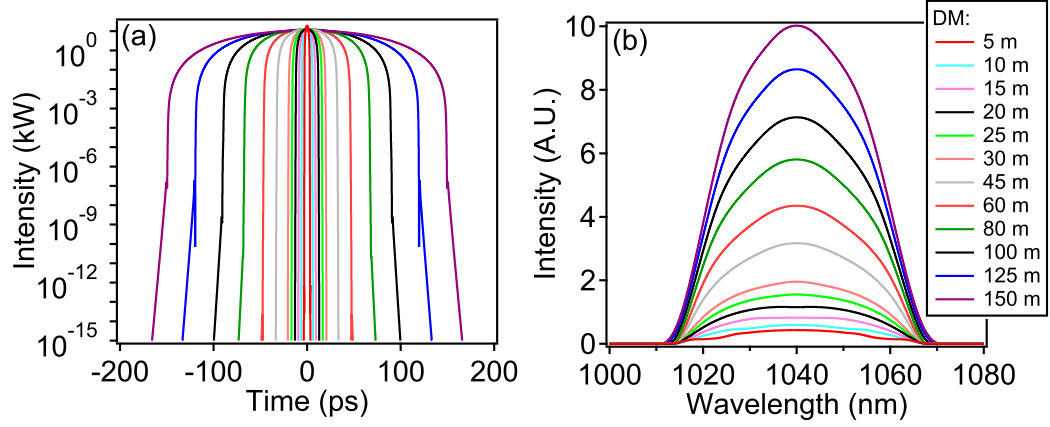 (a)
Intensity (kW)
10^0
10^-3
10^-6
10^-9
10^-12
10^-15
-200 -100 0 100 200
Time (ps)
(b)
Intensity (A.U.)
10
8
6
4
2
0
1000 1020 1040 1060 1080
Wavelength (nm)
DM:
5 m
10 m
15 m
20 m
25 m
30 m
45 m
60 m
80 m
100 m
125 m
150 m